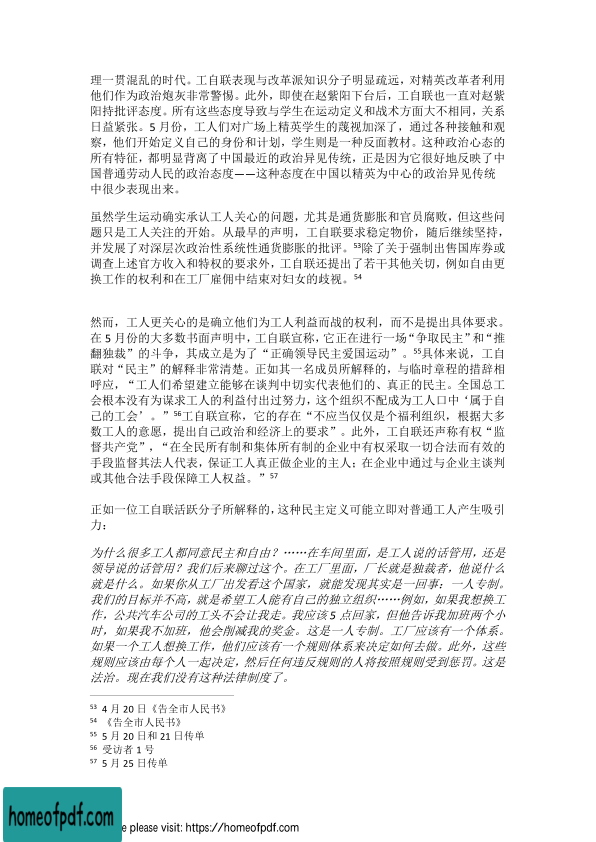 理一贯混乱的时代。工自联表现与改革派知识分子明显疏远，对精英改革者利用
他们作为政治炮灰非常警惕。此外，即使在赵紫阳下台后，工自联也一直对赵紫
阳持批评态度。所有这些态度导致与学生在运动定义和战术方面大不相同，关系
日益紧张。5 月份，工人们对广场上精英学生的蔑视加深了，通过各种接触和观
察，他们开始定义自己的身份和计划，学生则是一种反面教材。这种政治心态的
所有特征，都明显背离了中国最近的政治异见传统，正是因为它很好地反映了中
国普通劳动人民的政治态度——这种态度在中国以精英为中心的政治异见传统
中很少表现出来。
虽然学生运动确实承认工人关心的问题，尤其是通货膨胀和官员腐败，但这些问
题只是工人关注的开始。从最早的声明，工自联要求稳定物价，随后继续坚持，
并发展了对深层次政治性系统性通货膨胀的批评。53除了关于强制出售国库券或
调查上述官方收入和特权的要求外，工自联还提出了若干其他关切，例如自由更
换工作的权利和在工厂雇佣中结束对妇女的歧视。54
然而，工人更关心的是确立他们为工人利益而战的权利，而不是提出具体要求。
在 5 月份的大多数书面声明中，工自联宣称，它正在进行一场“争取民主”和“推
翻独裁”的斗争，其成立是为了“正确领导民主爱国运动”。55具体来说，工自
联对“民主”的解释非常清楚。正如其一名成员所解释的，与临时章程的措辞相
呼应，“工人们希望建立能够在谈判中切实代表他们的、真正的民主。全国总工
会根本没有为谋求工人的利益付出过努力，这个组织不配成为工人口中‘属于自
己的工会’。”56工自联宣称，它的存在“不应当仅仅是个福利组织，根据大多
数工人的意愿，提出自己政治和经济上的要求”。此外，工自联还声称有权“监
督共产党”，“在全民所有制和集体所有制的企业中有权采取一切合法而有效的
手段监督其法人代表，保证工人真正做企业的主人；在企业中通过与企业主谈判
或其他合法手段保障工人权益。”57
正如一位工自联活跃分子所解释的，这种民主定义可能立即对普通工人产生吸引
力：
为什么很多工人都同意民主和自由？……在车间里面，是工人说的话管用，还是
领导说的话管用？我们后来聊过这个。在工厂里面，厂长就是独裁者，他说什么
就是什么。如果你从工厂出发看这个国家，就能发现其实是一回事：一人专制。
我们的目标并不高，就是希望工人能有自己的独立组织……例如，如果我想换工
作，公共汽车公司的工头不会让我走。我应该 5 点回家，但他告诉我加班两个小
时，如果我不加班，他会削减我的奖金。这是一人专制。工厂应该有一个体系。
如果一个工人想换工作，他们应该有一个规则体系来决定如何去做。此外，这些
规则应该由每个人一起决定，然后任何违反规则的人将按照规则受到惩罚。这是
法治。现在我们没有这种法律制度了。
53 4 月 20 日《告全市人民书》
54 《告全市人民书》
55 5 月 20 日和 21 日传单
56 受访者 1 号
57 5 月 25 日传单
homeofpdf.com
e please visit: https://homeofpdf.com